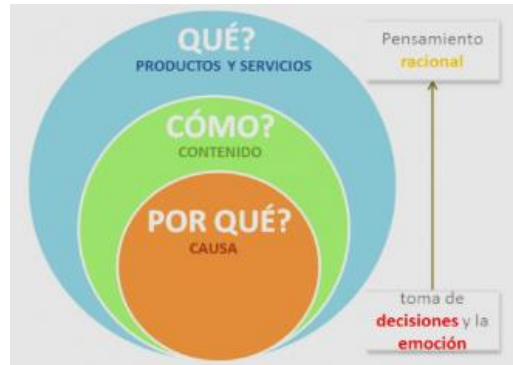 QUÉ?
PRODUCTOS Y SERVICIOS
CÓMO?
CONTENIDO
POR QUÉ?
CAUSA
Pensamiento
racional
toma de
decisiones y la
emoción